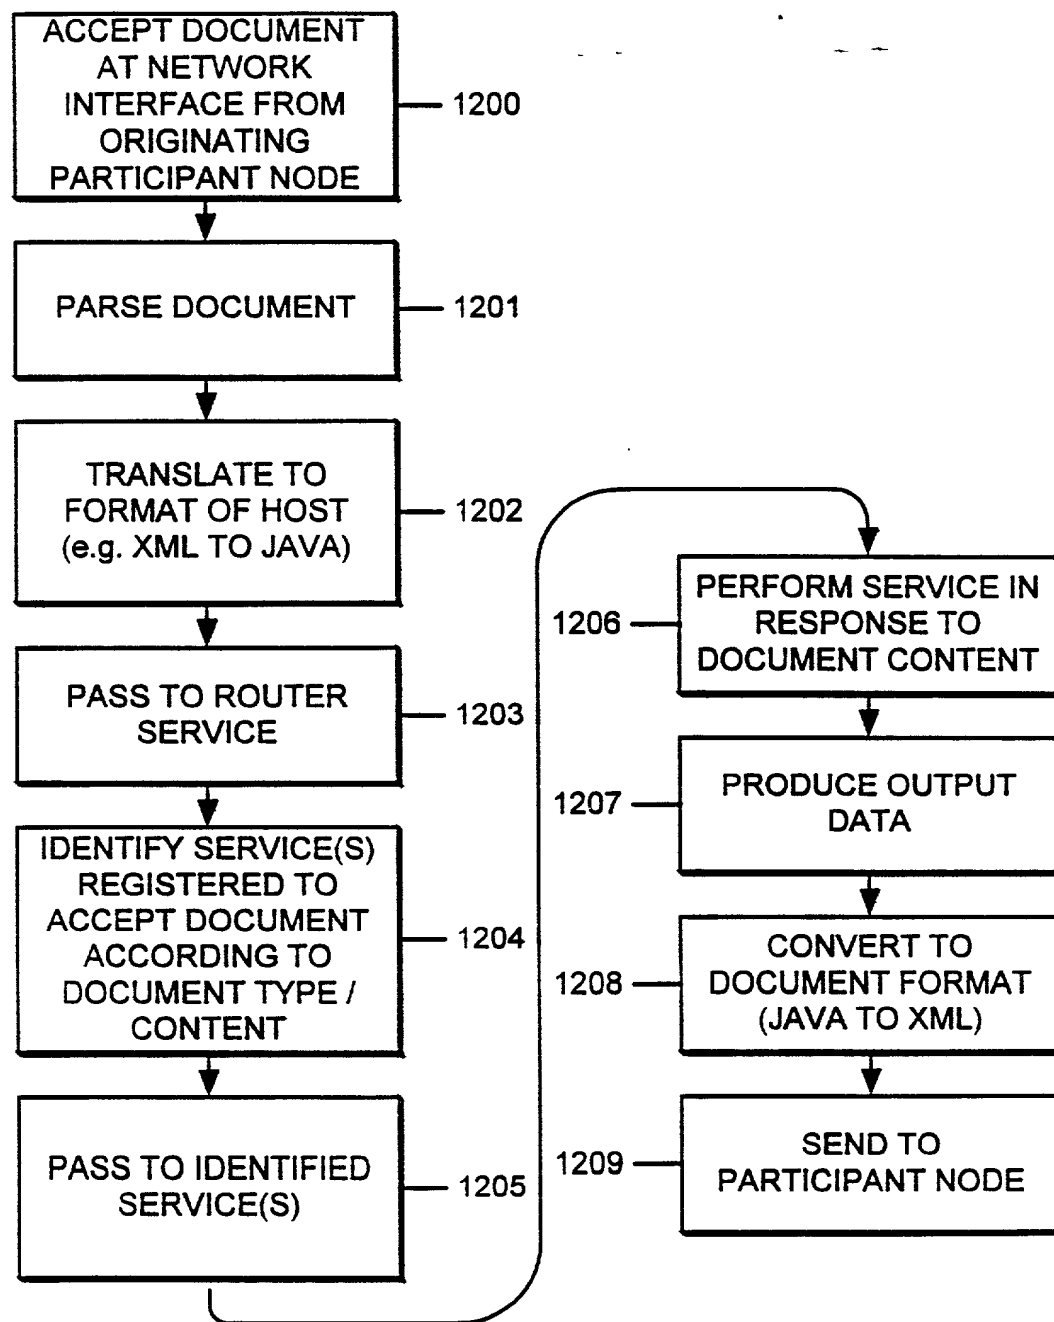 ACCEPT DOCUMENT
AT NETWORK
INTERFACE FROM
ORIGINATING
PARTICIPANT NODE
1200
PARSE DOCUMENT
1201
TRANSLATE TO
FORMAT OF HOST
(e.g. XML TO JAVA)
1202
PASS TO ROUTER
SERVICE
1203
IDENTIFY SERVICE(S)
REGISTERED TO
ACCEPT DOCUMENT
ACCORDING TO
DOCUMENT TYPE /
CONTENT
1204
PASS TO IDENTIFIED
SERVICE(S)
1205
PERFORM SERVICE IN
RESPONSE TO
DOCUMENT CONTENT
1206
PRODUCE OUTPUT
DATA
1207
CONVERT TO
DOCUMENT FORMAT
(JAVA TO XML)
1208
SEND TO
PARTICIPANT NODE
1209